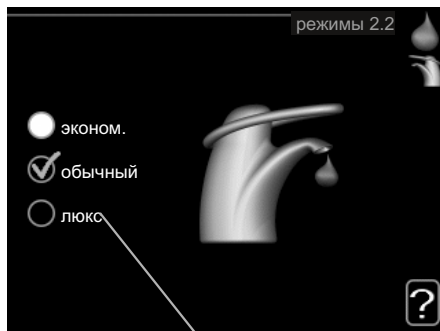 режимы 2.2
эконом.
обычный
люкс
?